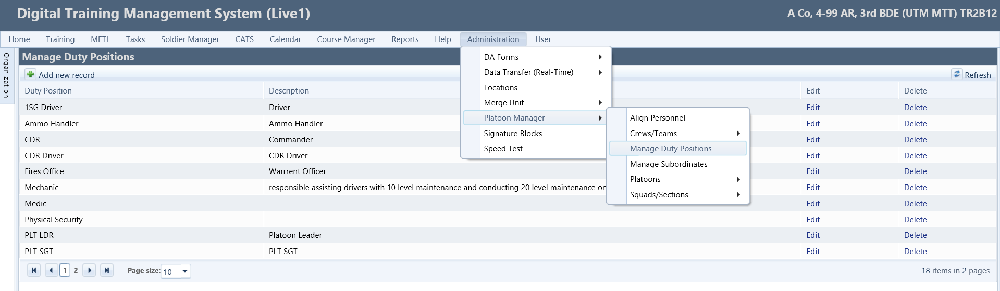 Digital Training Management System (Live1)
A Co, 4-99 AR, 3rd BDE (UTM MTT) TR2B12
Home Training METL Tasks Soldier Manager CATS Calendar Course Manager Reports Help Administration User
Organization
Manage Duty Positions
Add new record
Refresh
Duty Position Description Edit Delete
1SG Driver Driver Edit Delete
Ammo Handler Ammo Handler Edit Delete
CDR Commander Edit Delete
CDR Driver CDR Driver Edit Delete
Fires Office Warrrent Officer Edit Delete
Mechanic responsible assisting drivers with 10 level maintenance and conducting 20 level maintenance on Edit Delete
Medic Edit Delete
Physical Security Edit Delete
PLT LDR Platoon Leader Edit Delete
PLT SGT PLT SGT Edit Delete
1 2 Page size: 10 18 items in 2 pages
DA Forms
Data Transfer (Real-Time)
Locations
Merge Unit
Platoon Manager
Signature Blocks
Speed Test
Align Personnel
Crews/Teams
Manage Duty Positions
Manage Subordinates
Platoons
Squads/Sections